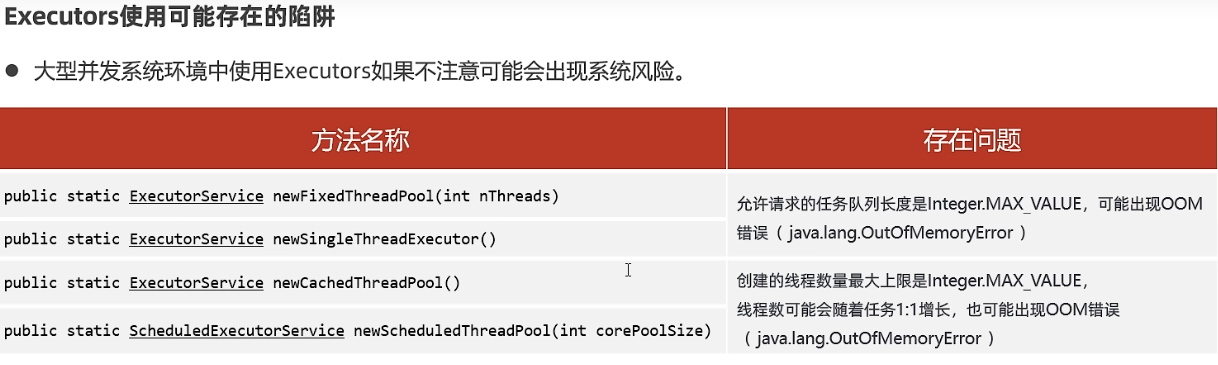 Executors使用可能存在的陷阱
● 大型并发系统环境中使用Executors如果不注意可能会出现系统风险。
方法名称
存在问题
public static ExecutorService newFixedThreadPool(int nThreads)
public static ExecutorService newSingleThreadExecutor()
允许请求的任务队列长度是Integer.MAX_VALUE，可能出现OOM
错误（ java.lang.OutOfMemoryError ）
public static ExecutorService newCachedThreadPool()
public static ScheduledExecutorService newScheduledThreadPool(int corePoolSize)
创建的线程数量最大上限是Integer.MAX_VALUE，
线程数可能会随着任务1:1增长，也可能出现OOM错误
（ java.lang.OutOfMemoryError ）